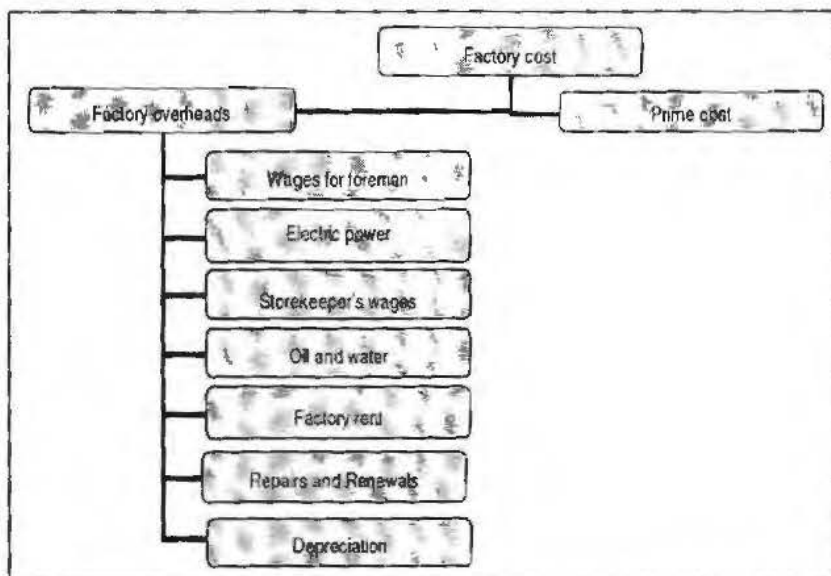 Factory cost
Factory overheads
Prime cost
Wages for foreman
Electric power
Storekeeper's wages
Oil and water
Factory rent
Repairs and Renewals
Depreciation